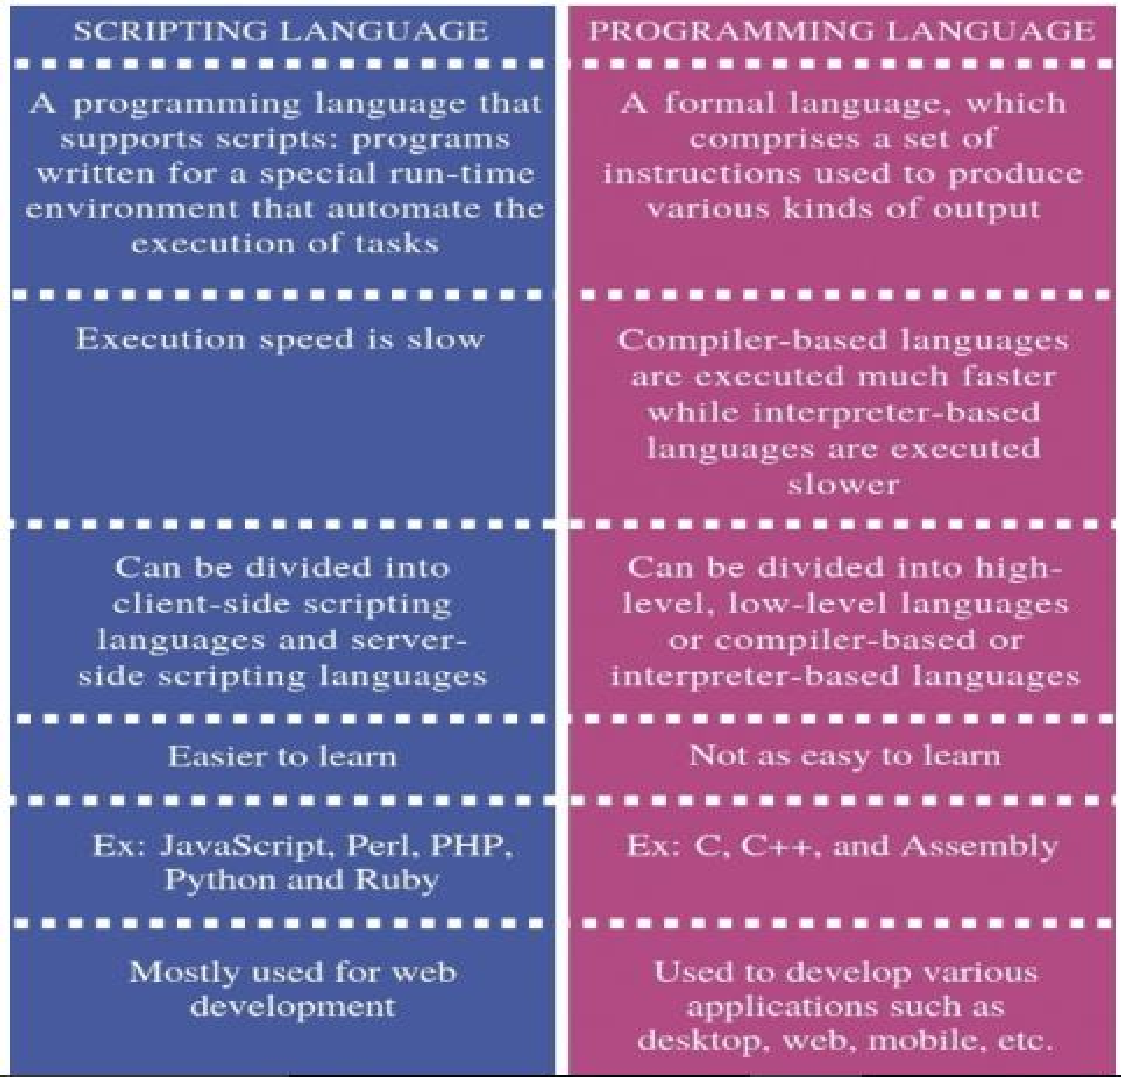 SCRIPTING LANGUAGE
A programming language that
supports scripts: programs
written for a special run-time
environment that automate the
execution of tasks
Execution speed is slow
Can be divided into
client-side scripting
languages and server-
side scripting languages
Easier to learn
Ex: JavaScript, Perl, PHP,
Python and Ruby
Mostly used for web
development
PROGRAMMING LANGUAGE
A formal language, which
comprises a set of
instructions used to produce
various kinds of output
Compiler-based languages
are executed much faster
while interpreter-based
languages are executed
slower
Can be divided into high-
level, low-level languages
or compiler-based or
interpreter-based languages
Not as easy to learn
Ex: C, C++, and Assembly
Used to develop various
applications such as
desktop, web, mobile, etc.